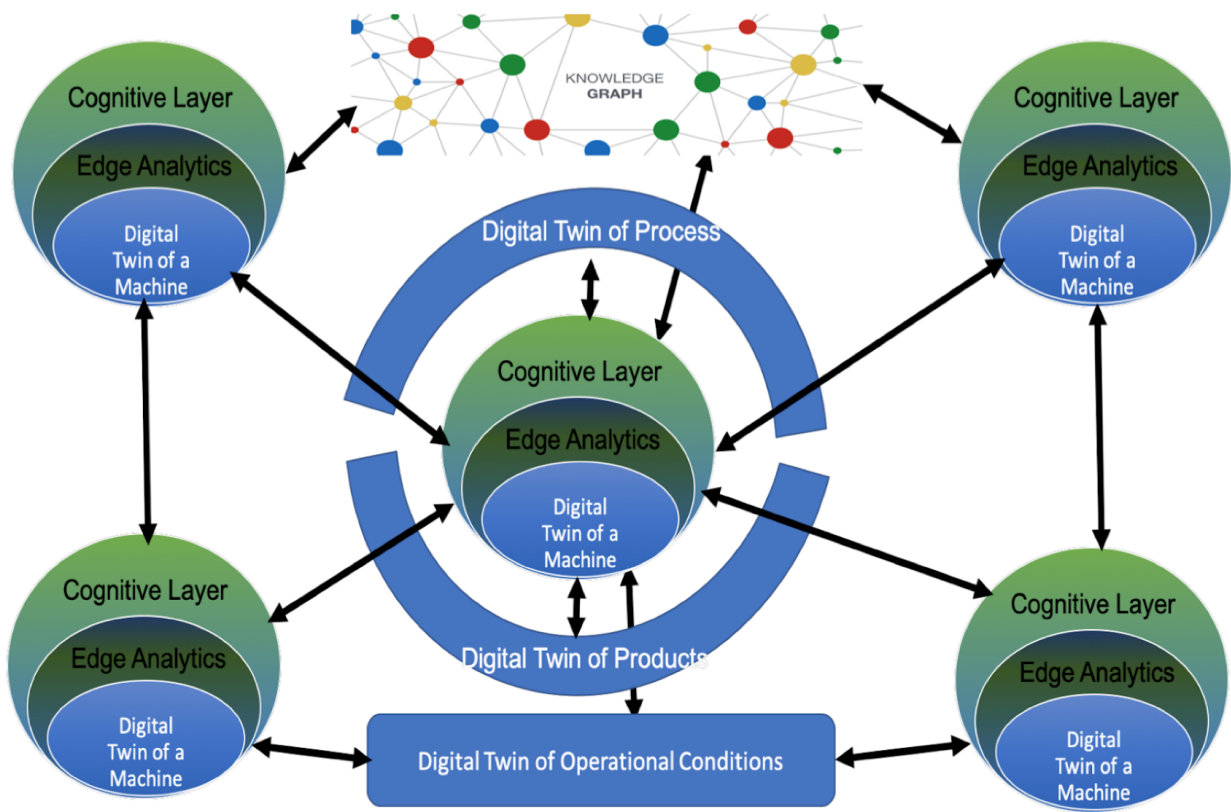 KNOWLEDGE
GRAPH
Cognitive Layer
Edge Analytics
Digital
Twin of a
Machine
Cognitive Layer
Edge Analytics
Digital
Twin of a
Machine
Digital Twin of Process
Cognitive Layer
Edge Analytics
Digital
Twin of a
Machine
Digital Twin of Products
Cognitive Layer
Edge Analytics
Digital
Twin of a
Machine
Cognitive Layer
Edge Analytics
Digital
Twin of a
Machine
Digital Twin of Operational Conditions